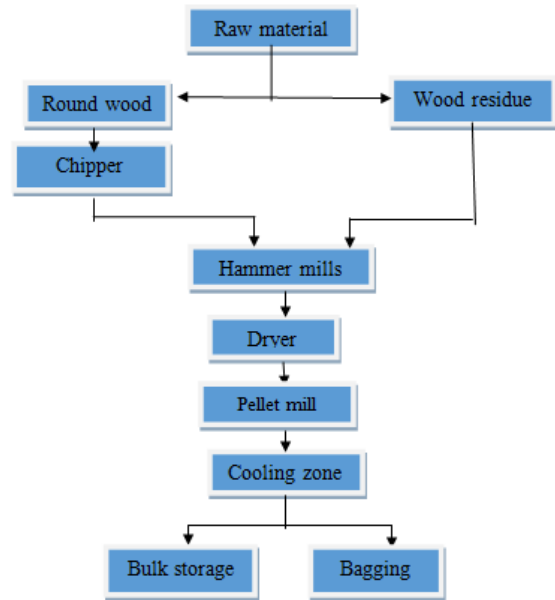 Raw material
Round wood
Wood residue
Chipper
Hammer mills
Dryer
Pellet mill
Cooling zone
Bulk storage
Bagging